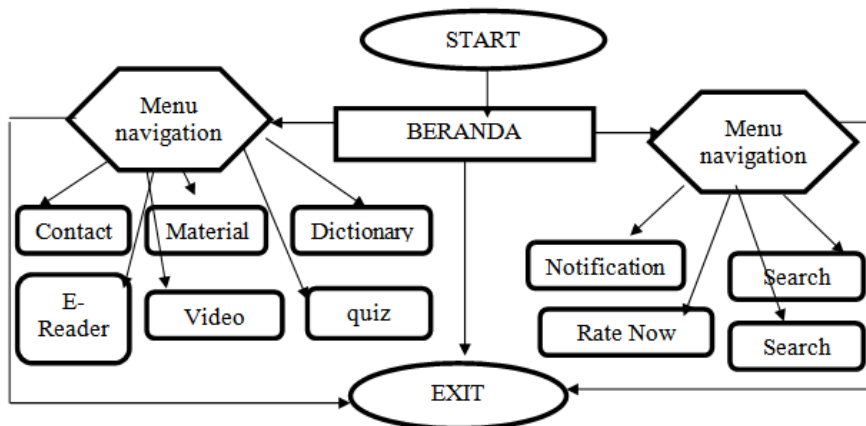 START
Menu
navigation
BERANDA
Menu
navigation
Contact
Material
Dictionary
Notification
Search
E-
Reader
Video
quiz
Rate Now
Search
EXIT